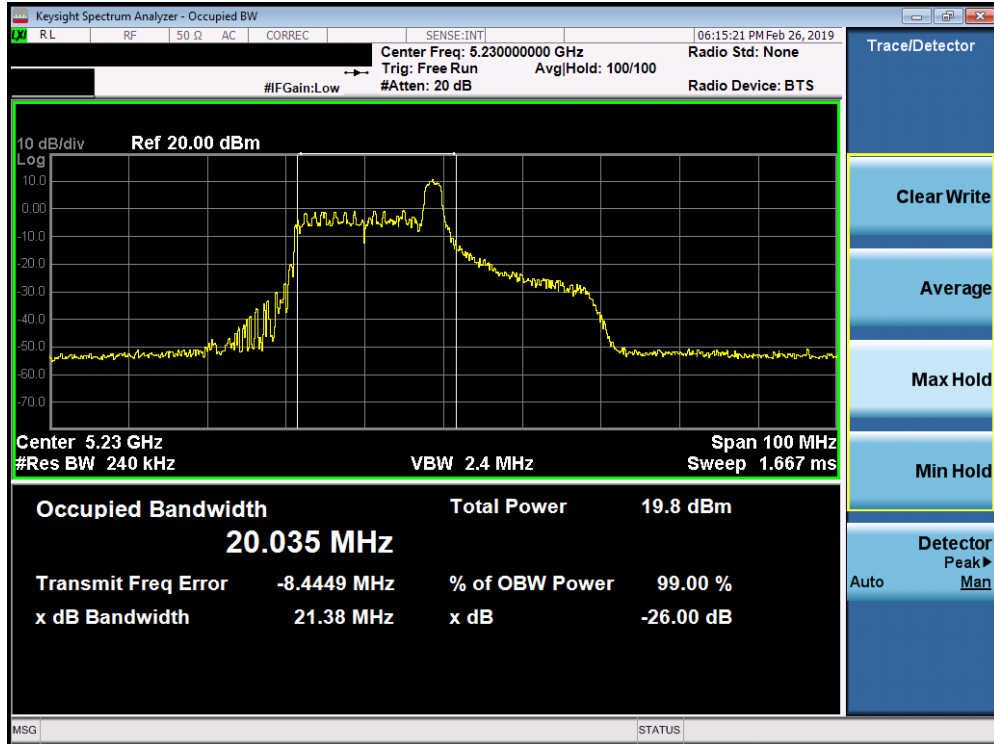 Keysight Spectrum Analyzer - Occupied BW
LXI RL RF 50 Ω AC CORREC SENSE:INT 06:15:21 PM Feb 26, 2019
Center Freq: 5.230000000 GHz Radio Std: None
Trig: Free Run Avg|Hold: 100/100
#IFGain:Low #Atten: 20 dB Radio Device: BTS
Trace/Detector
10 dB/div Ref 20.00 dBm
Log
10.0
0.00
-10.0
-20.0
-30.0
-40.0
-50.0
-60.0
-70.0
Center 5.23 GHz Span 100 MHz
#Res BW 240 kHz VBW 2.4 MHz Sweep 1.667 ms
Occupied Bandwidth Total Power 19.8 dBm
20.035 MHz
Transmit Freq Error -8.4449 MHz % of OBW Power 99.00 %
x dB Bandwidth 21.38 MHz x dB -26.00 dB
Clear Write
Average
Max Hold
Min Hold
Detector
Peak▶
Auto Man
MSG STATUS